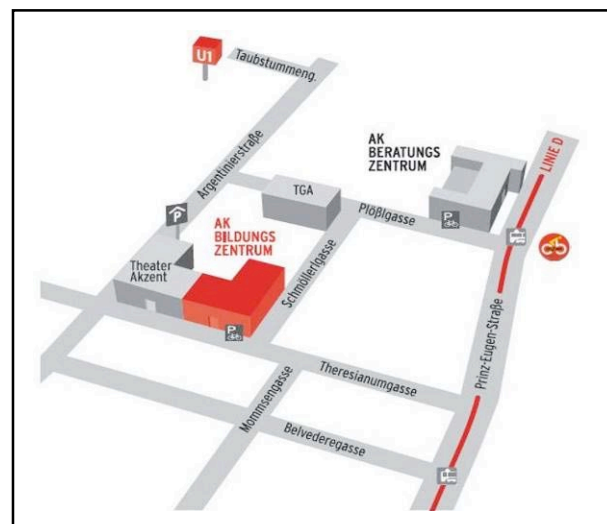 U1
Taubstummeng.
Argentinierstraße
AK
BERATUNGS
ZENTRUM
LINIE D
TGA
Plößlgasse
P
P
AK
BILDUNGS
ZENTRUM
Theater
Akzent
Schmöllerlgasse
Prinz-Eugen-Straße
P
Theresianumgasse
Mommsengasse
Belvederegasse